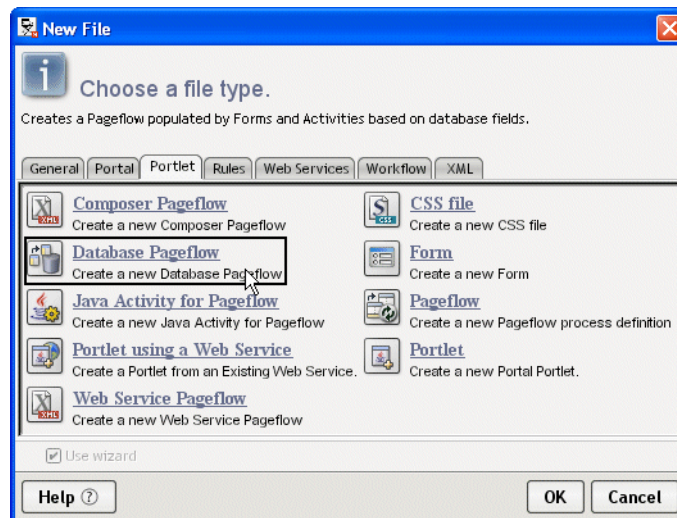 New File
Choose a file type.
Creates a Pageflow populated by Forms and Activities based on database fields.
General Portal Portlet Rules Web Services Workflow XML
Composer Pageflow
Create a new Composer Pageflow
Database Pageflow
Create a new Database Pageflow
Java Activity for Pageflow
Create a new Java Activity for Pageflow
Portlet using a Web Service
Create a Portlet from an Existing Web Service.
Web Service Pageflow
Create a new Web Service Pageflow
CSS file
Create a new CSS file
Form
Create a new Form
Pageflow
Create a new Pageflow process definition
Portlet
Create a new Portal Portlet.
Use wizard
Help ?
OK Cancel